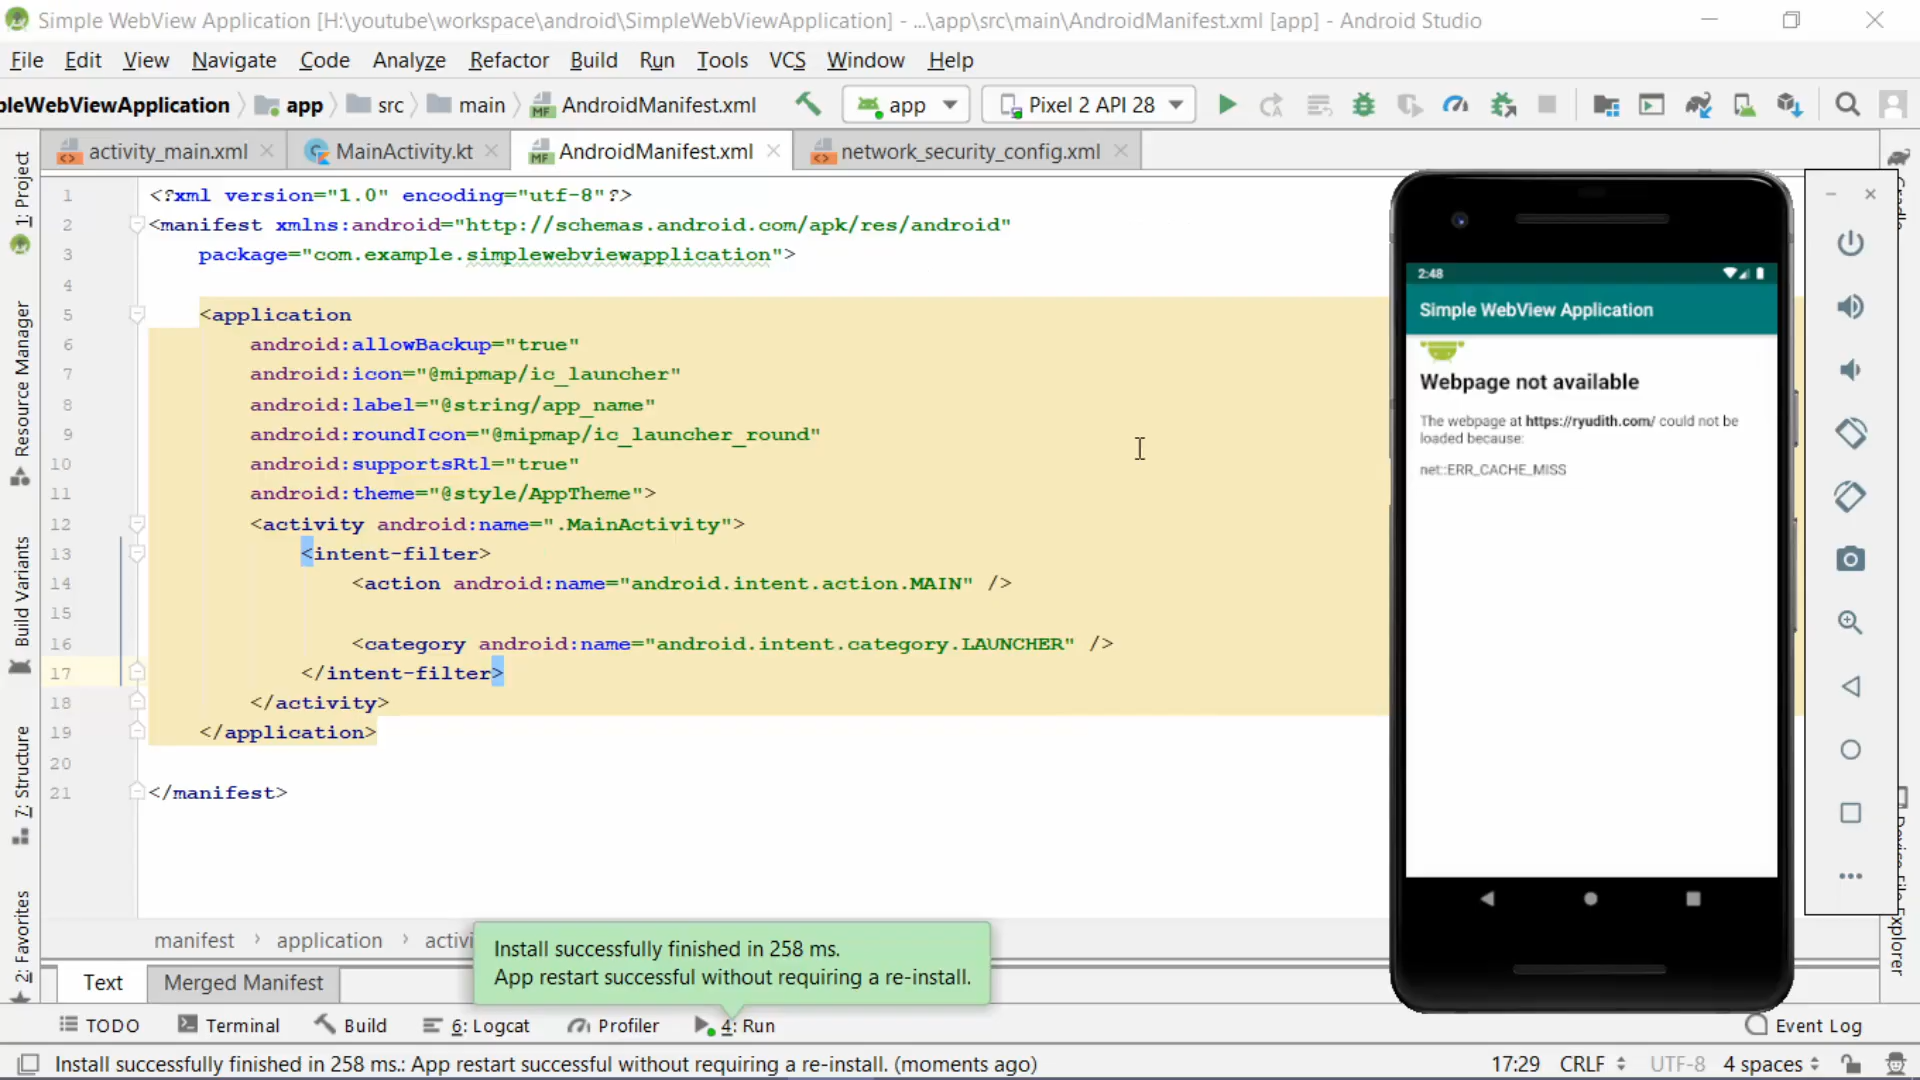 Simple WebView Application [H:\youtube\workspace\android\SimpleWebViewApplication] - ...\app\src\main\AndroidManifest.xml [app] - Android Studio
File Edit View Navigate Code Analyze Refactor Build Run Tools VCS Window Help
pleWebViewApplication app src main AndroidManifest.xml app Pixel 2 API 28
activity_main.xml MainActivity.kt AndroidManifest.xml network_security_config.xml
1: Project
Resource Manager
Build Variants
7: Structure
2: Favorites
1 <?xml version="1.0" encoding="utf-8"?>
2 <manifest xmlns:android="http://schemas.android.com/apk/res/android"
3 package="com.example.simplewebviewapplication">
4
5 <application
6 android:allowBackup="true"
7 android:icon="@mipmap/ic_launcher"
8 android:label="@string/app_name"
9 android:roundIcon="@mipmap/ic_launcher_round"
10 android:supportsRtl="true"
11 android:theme="@style/AppTheme">
12 <activity android:name=".MainActivity">
13 <intent-filter>
14 <action android:name="android.intent.action.MAIN" />
15
16 <category android:name="android.intent.category.LAUNCHER" />
17 </intent-filter>
18 </activity>
19 </application>
20
21 </manifest>
2:48
Simple WebView Application
Webpage not available
The webpage at https://ryudith.com/ could not be
loaded because:
net::ERR_CACHE_MISS
manifest application activi
Install successfully finished in 258 ms.
App restart successful without requiring a re-install.
Text Merged Manifest
TODO Terminal Build 6: Logcat Profiler 4: Run Event Log
Install successfully finished in 258 ms.: App restart successful without requiring a re-install. (moments ago) 17:29 CRLF UTF-8 4 spaces